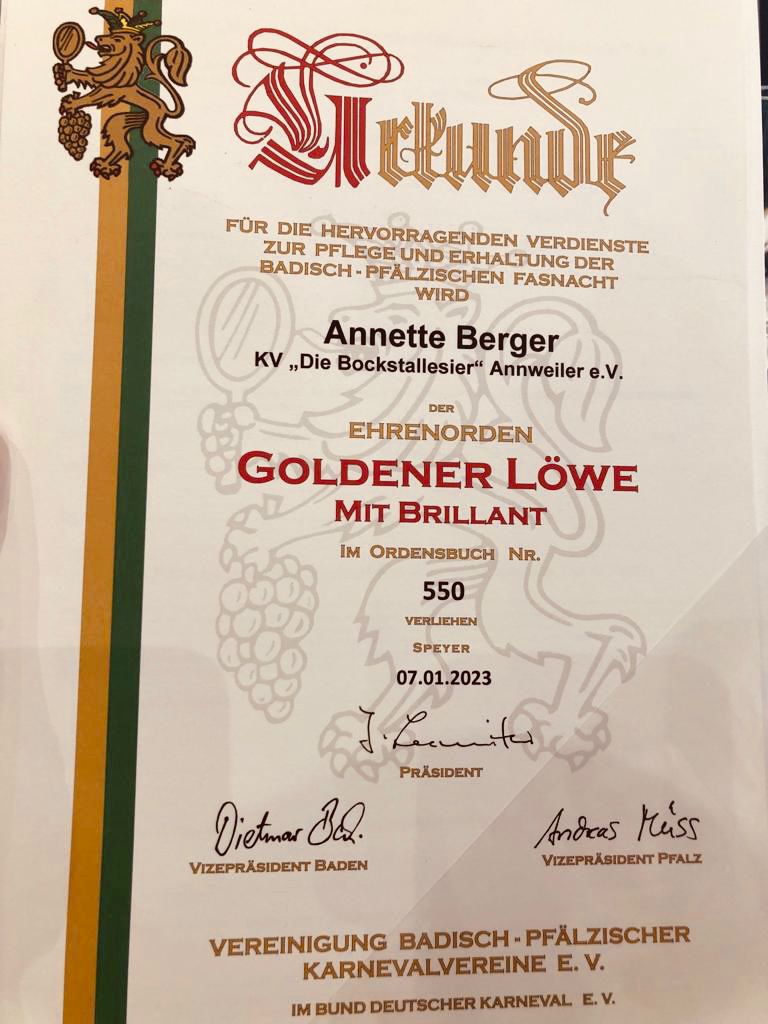 Urkunde
FÜR DIE HERVORRAGENDEN VERDIENSTE
ZUR PFLEGE UND ERHALTUNG DER
BADISCH-PFÄLZISCHEN FASNACHT
WIRD
Annette Berger
KV „Die Bockstallesier“ Annweiler e.V.
DER
EHRENORDEN
GOLDENER LÖWE
MIT BRILLANT
IM ORDENSBUCH NR.
550
VERLIEHEN
SPEYER
07.01.2023
PRÄSIDENT
Dietmar
Andreas Müss
VIZEPRÄSIDENT BADEN
VIZEPRÄSIDENT PFALZ
VEREINIGUNG BADISCH-PFÄLZISCHER
KARNEVALVEREINE E. V.
IM BUND DEUTSCHER KARNEVAL E. V.